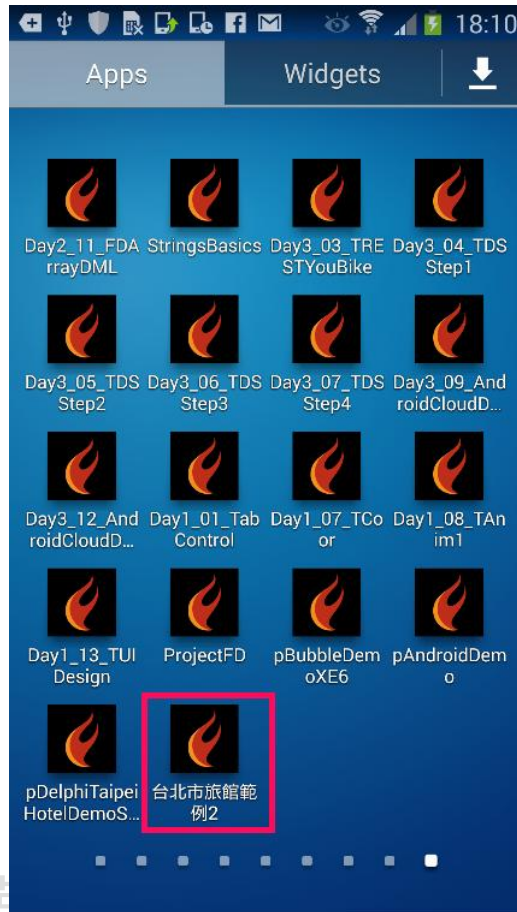 18:10
Apps
Widgets
Day2_11_FDA
rrayDML
StringsBasics
Day3_03_TRE
STYouBike
Day3_04_TDS
Step1
Day3_05_TDS
Step2
Day3_06_TDS
Step3
Day3_07_TDS
Step4
Day3_09_And
roidCloudD...
Day3_12_And
roidCloudD...
Day1_01_Tab
Control
Day1_07_TCo
or
Day1_08_TAn
im1
Day1_13_TUI
Design
ProjectFD
pBubbleDem
oXE6
pAndroidDem
o
pDelphiTaipei
HotelDemoS...
台北市旅館範
例2